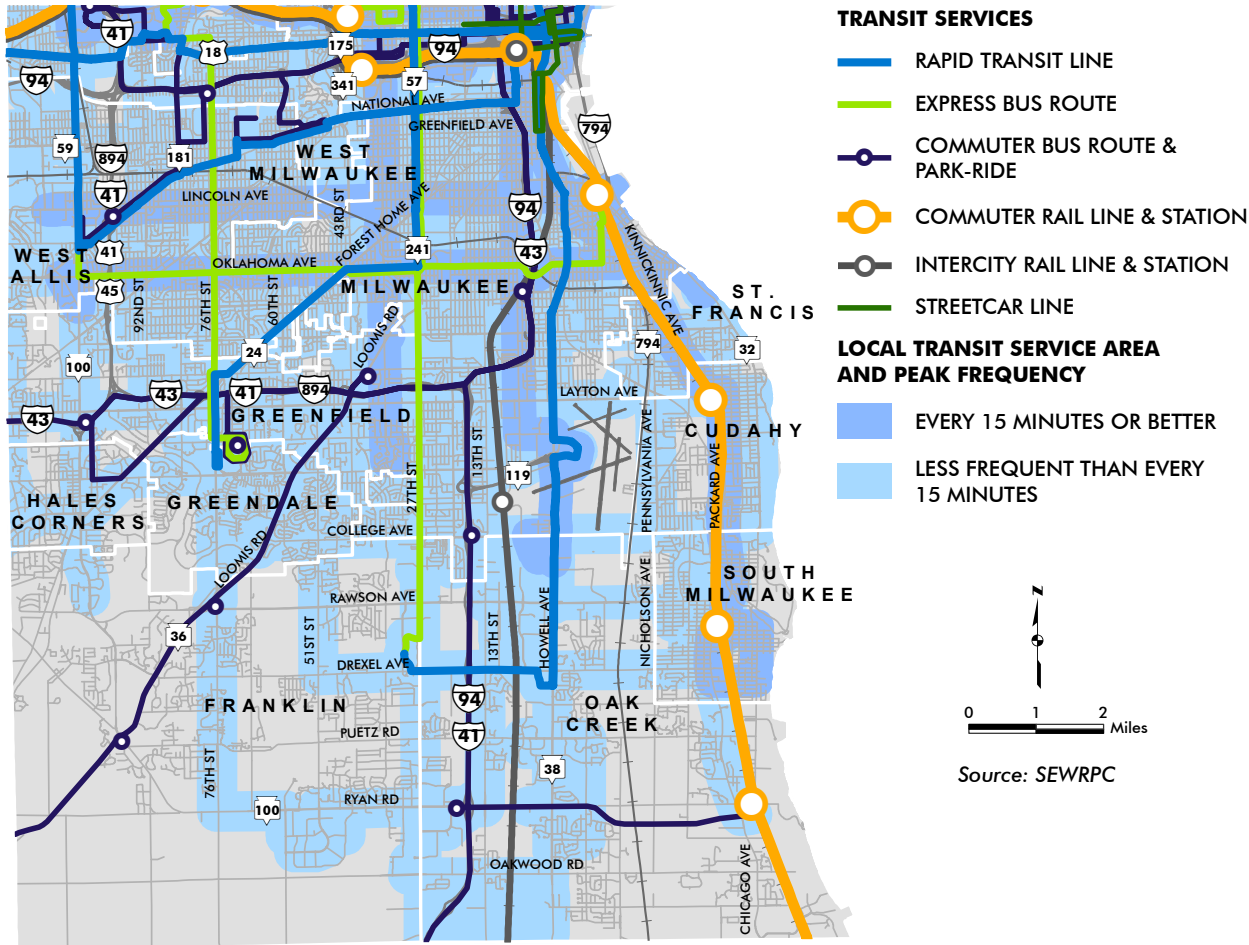 TRANSIT SERVICES
RAPID TRANSIT LINE
EXPRESS BUS ROUTE
COMMUTER BUS ROUTE &
PARK-RIDE
COMMUTER RAIL LINE & STATION
INTERCITY RAIL LINE & STATION
STREETCAR LINE
LOCAL TRANSIT SERVICE AREA
AND PEAK FREQUENCY
EVERY 15 MINUTES OR BETTER
LESS FREQUENT THAN EVERY
15 MINUTES
N
0 1 2
Miles
Source: SEWRPC
41
18
175
94
94
341
57
NATIONAL AVE
GREENFIELD AVE
794
59
894
181
WEST
MILWAUKEE
41
LINCOLN AVE
43RD ST
FOREST HOME AVE
94
WEST
ALLIS
41
241
43
KINNICKINNIC AVE
OKLAHOMA AVE
45
92ND ST
76TH ST
60TH ST
MILWAUKEE
ST.
FRANCIS
LOOMIS RD
24
794
32
100
43
41
894
LAYTON AVE
43
GREENFIELD
CUDAHY
13TH ST
PENNSYLVANIA AVE
PACKARD AVE
119
27TH ST
HALES
CORNERS
GREENDALE
COLLEGE AVE
LOOMIS RD
SOUTH
MILWAUKEE
RAWSON AVE
36
51ST ST
13TH ST
HOWELL AVE
NICHOLSON AVE
DREXEL AVE
94
FRANKLIN
OAK
CREEK
PUETZ RD
41
76TH ST
38
RYAN RD
100
OAKWOOD RD
CHICAGO AVE